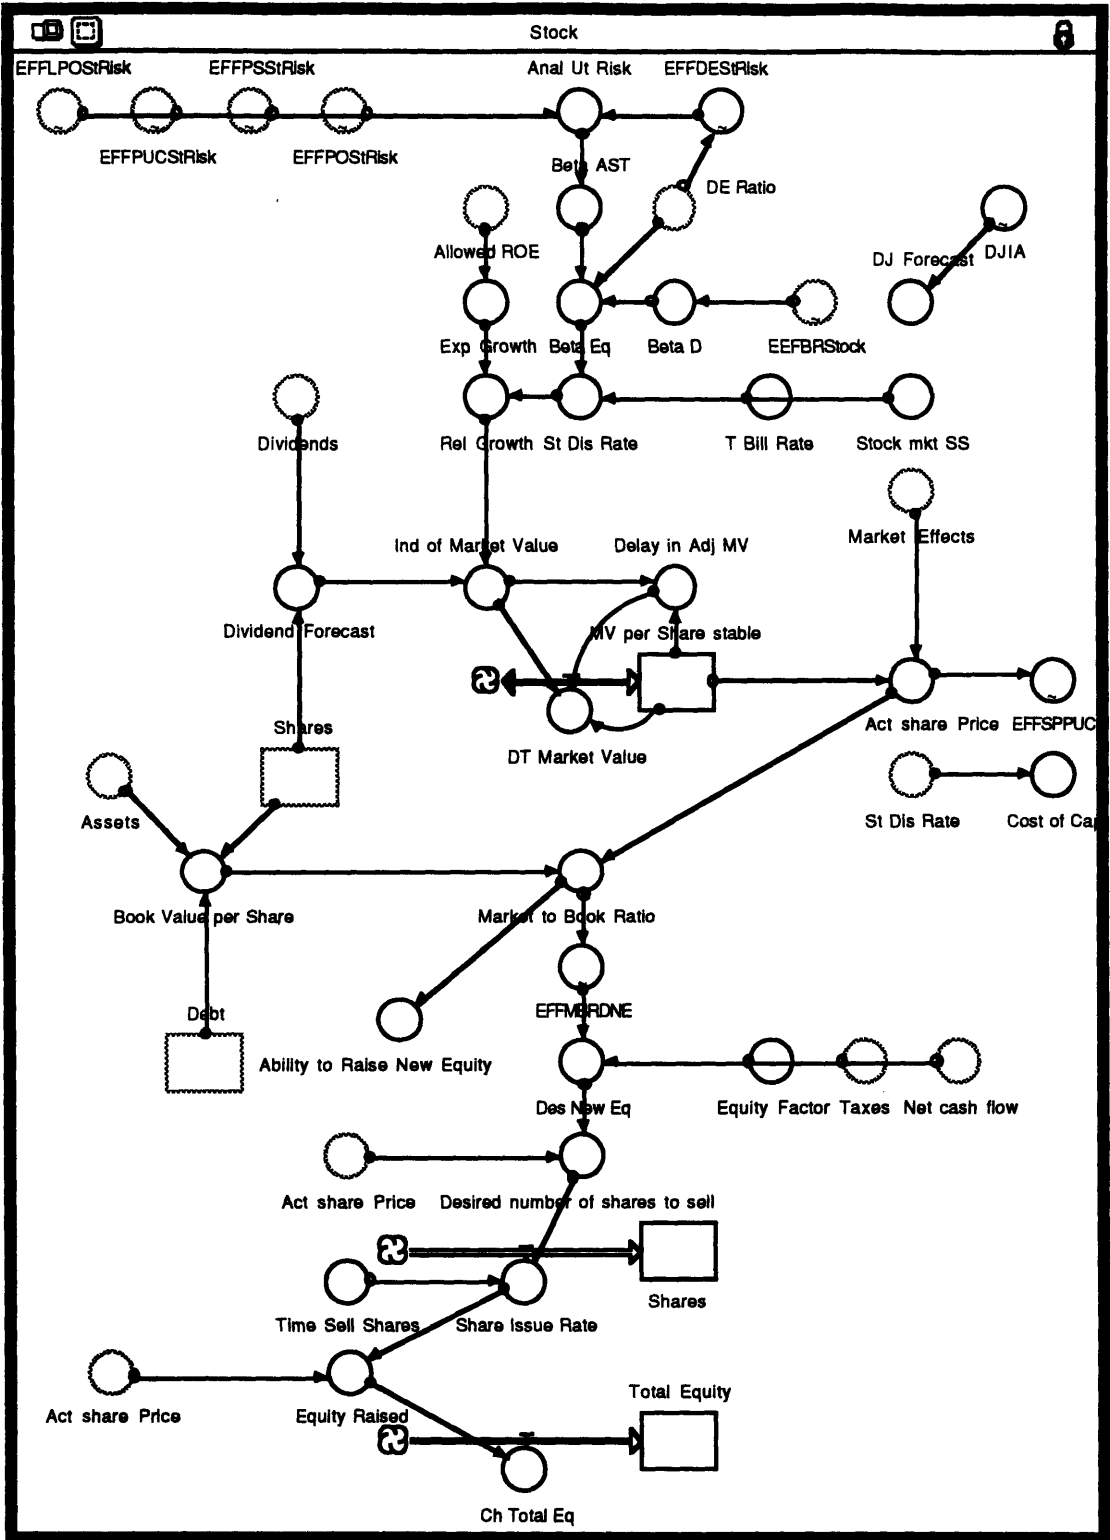 Stock
EFFLPOStRisk EFFPSStRisk Anal Ut Risk EFFDEStRisk
EFFPUCStRisk EFFPOStRisk Beta AST
DE Ratio
Allowed ROE DJ Forecast DJIA
Exp Growth Beta Eq Beta D EEFBRStock
Dividends Rel Growth St Dis Rate T Bill Rate Stock mkt SS
Ind of Market Value Delay in Adj MV Market Effects
Dividend Forecast MV per Share stable
Shares Act share Price EFFSPPUC
DT Market Value
Assets St Dis Rate Cost of Cap
Book Value per Share Market to Book Ratio
Debt EFFMBRDNE
Ability to Raise New Equity
Des New Eq Equity Factor Taxes Net cash flow
Act share Price Desired number of shares to sell
Shares
Time Sell Shares Share Issue Rate
Total Equity
Act share Price Equity Raised
Ch Total Eq